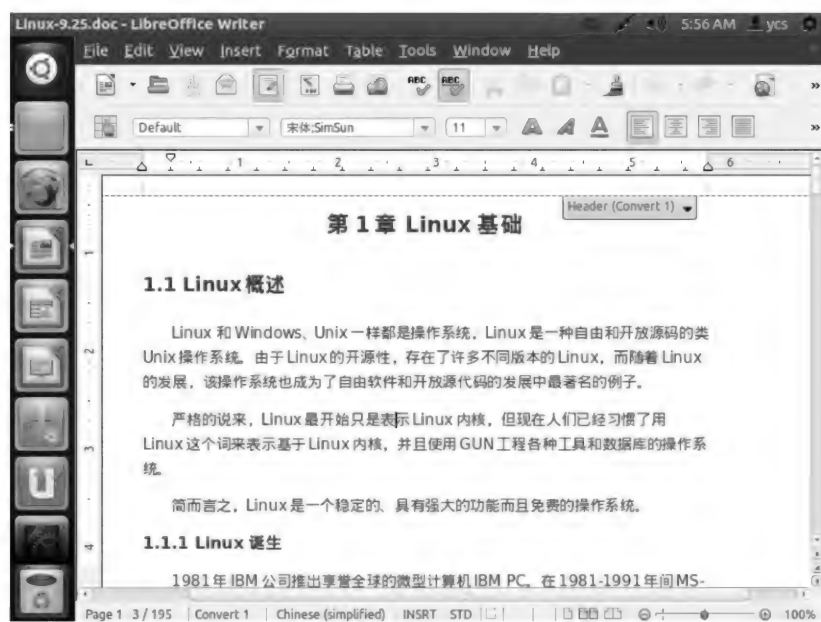 Linux-9.25.doc - LibreOffice Writer 5:56 AM ycs
File Edit View Insert Format Table Tools Window Help
ABC ABC »
Default 宋体;SimSun 11 A A A »
1 2 3 4 5 6
Header (Convert 1)
第 1 章 Linux 基础
1.1 Linux 概述
Linux 和 Windows、Unix 一样都是操作系统，Linux 是一种自由和开放源码的类
Unix 操作系统。由于 Linux 的开源性，存在了许多不同版本的 Linux，而随着 Linux
的发展，该操作系统也成为了自由软件和开放源代码的发展中最著名的例子。
严格的说来，Linux 最开始只是表示 Linux 内核，但现在人们已经习惯了用
Linux 这个词来表示基于 Linux 内核，并且使用 GUN 工程各种工具和数据库的操作系
统。
简而言之，Linux 是一个稳定的、具有强大的功能而且免费的操作系统。
1.1.1 Linux 诞生
1981 年 IBM 公司推出享誉全球的微型计算机 IBM PC。在 1981-1991 年间 MS-
1
2
3
4
Page 1 3 / 195 Convert 1 Chinese (simplified) INSRT STD 100%